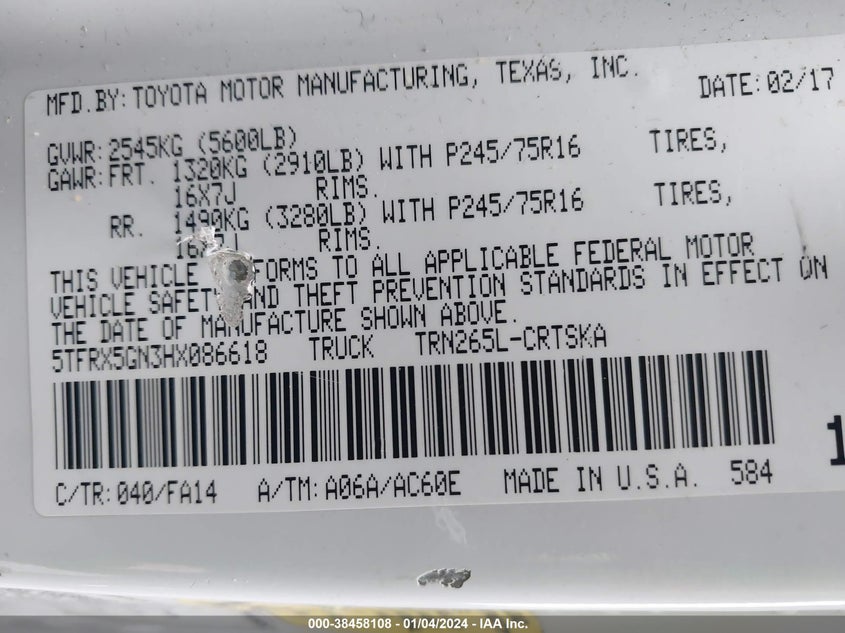 MFD.BY:TOYOTA MOTOR MANUFACTURING, TEXAS, INC. DATE:02/17
GVWR:2545KG (5600LB)
GAWR:FRT. 1320KG (2910LB) WITH P245/75R16 TIRES,
16X7J RIMS.
RR. 1490KG (3280LB) WITH P245/75R16 TIRES,
16 7J RIMS.
THIS VEHICLE FORMS TO ALL APPLICABLE FEDERAL MOTOR
VEHICLE SAFETY AND THEFT PREVENTION STANDARDS IN EFFECT ON
THE DATE OF MANUFACTURE SHOWN ABOVE.
5TFRX5GN3HX086618 TRUCK TRN265L-CRTSKA
C/TR:040/FA14 A/TM:A06A/AC60E MADE IN U.S.A. 584
1
000-38458108 - 01/04/2024 - IAA Inc.